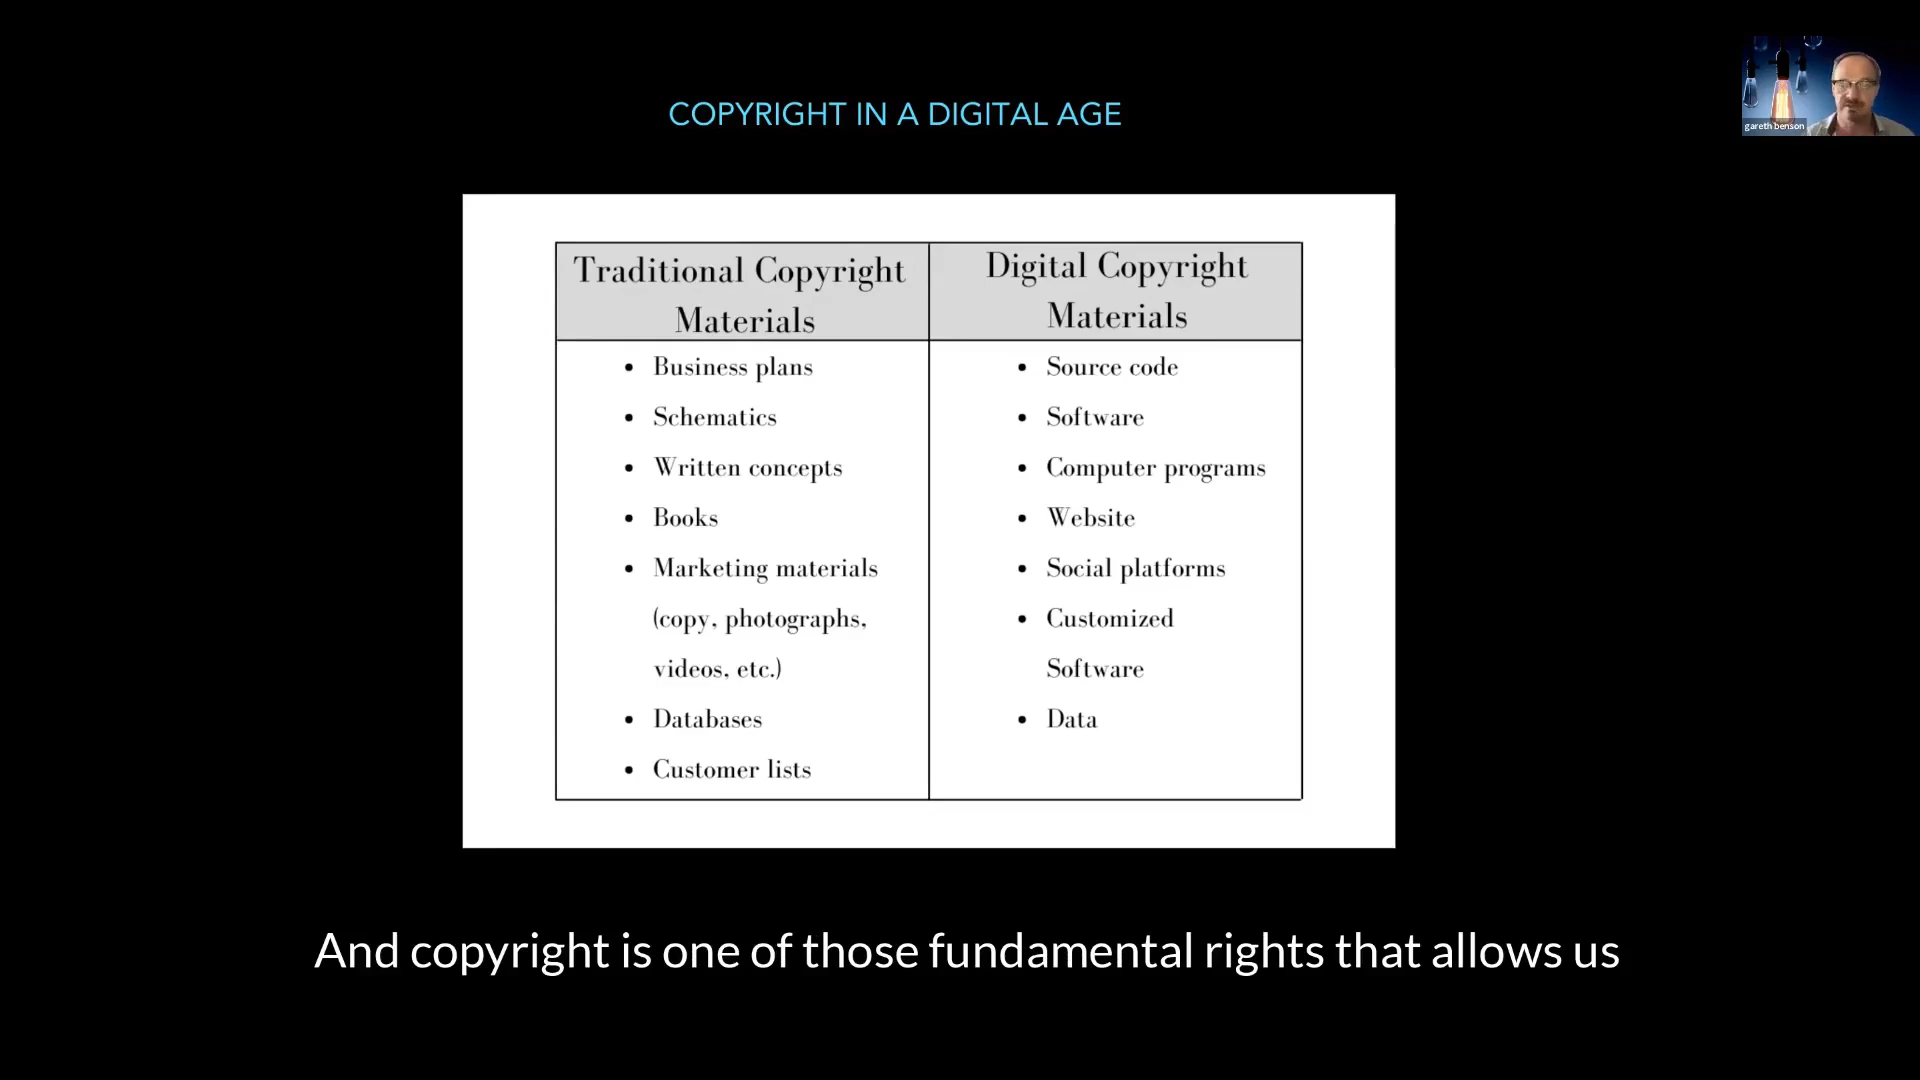 COPYRIGHT IN A DIGITAL AGE
gareth benson
Traditional Copyright
Materials
• Business plans
• Schematics
• Written concepts
• Books
• Marketing materials
(copy, photographs,
videos, etc.)
• Databases
• Customer lists
Digital Copyright
Materials
• Source code
• Software
• Computer programs
• Website
• Social platforms
• Customized
Software
• Data
And copyright is one of those fundamental rights that allows us